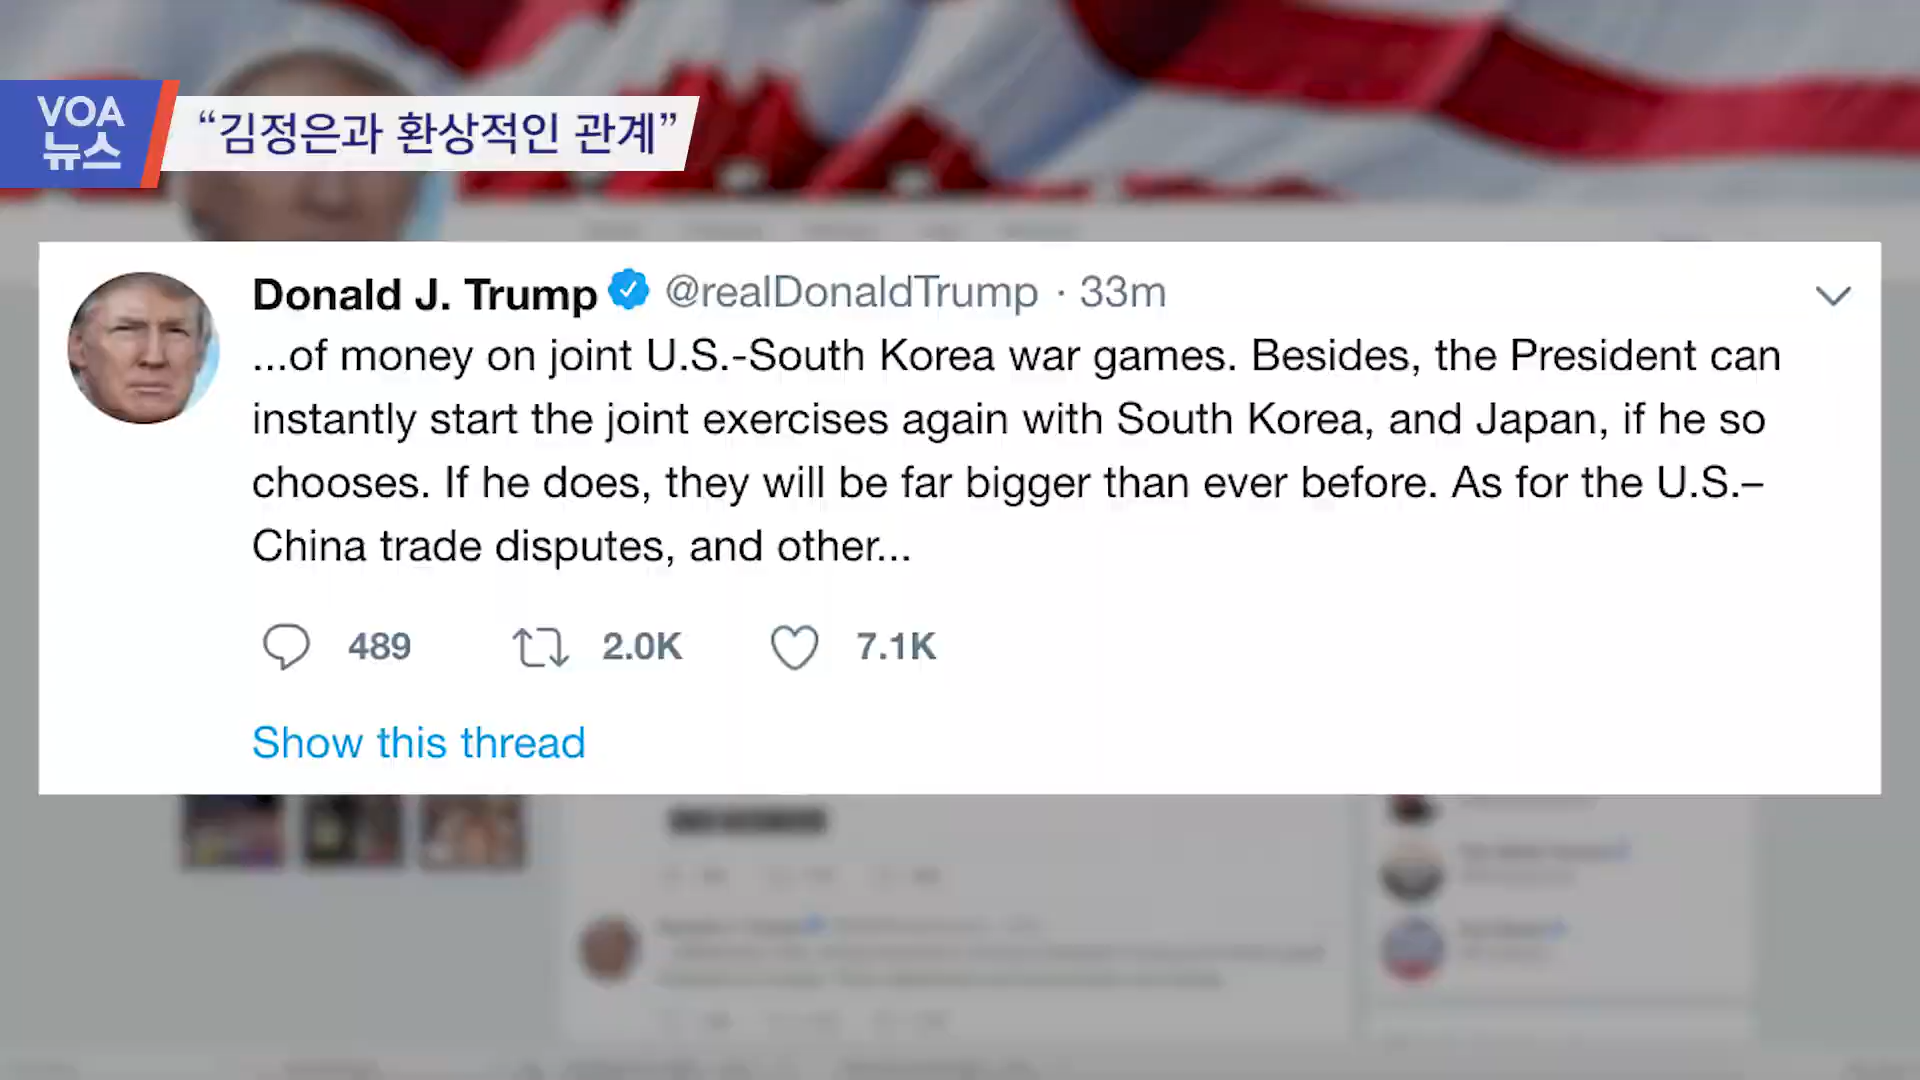 VOA
뉴스
“김정은과 환상적인 관계”
Donald J. Trump @realDonaldTrump · 33m
...of money on joint U.S.-South Korea war games. Besides, the President can
instantly start the joint exercises again with South Korea, and Japan, if he so
chooses. If he does, they will be far bigger than ever before. As for the U.S.–
China trade disputes, and other...
489 2.0K 7.1K
Show this thread